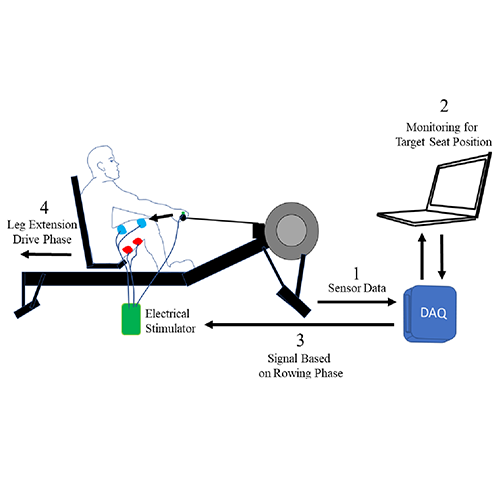 2
Monitoring for
Target Seat Position
4
Leg Extension
Drive Phase
1
Sensor Data
DAQ
Electrical
Stimulator
3
Signal Based
on Rowing Phase